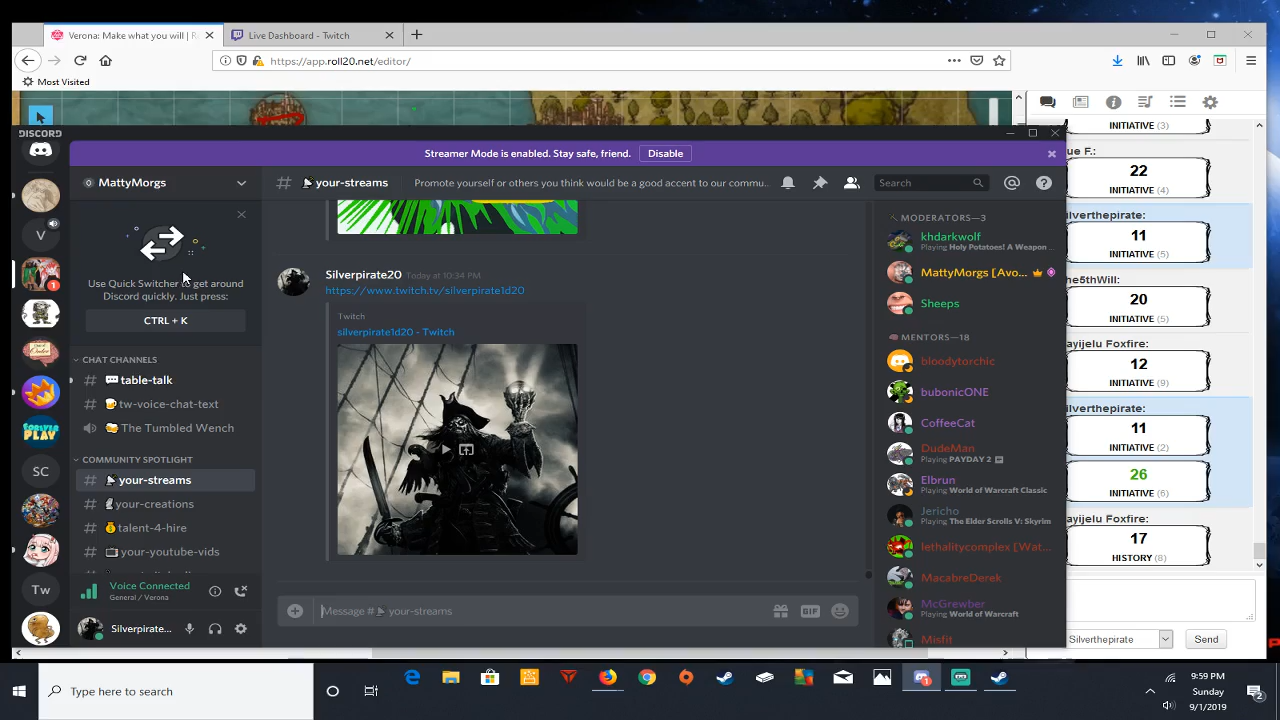 Verona: Make what you will | R
Live Dashboard - Twitch
https://app.roll20.net/editor/
Most Visited
DISCORD
Streamer Mode is enabled. Stay safe, friend.
Disable
MattyMorgs
your-streams
Promote yourself or others you think would be a good accent to our commu...
Search
Use Quick Switcher to get around
Discord quickly. Just press:
CTRL + K
CHAT CHANNELS
table-talk
tw-voice-chat-text
The Tumbled Wench
COMMUNITY SPOTLIGHT
your-streams
your-creations
talent-4-hire
your-youtube-vids
Voice Connected
General / Verona
Silverpirate...
V
SC
Tw
FOREVER
PLAY
Silverpirate20 Today at 10:34 PM
https://www.twitch.tv/silverpirate1d20
Twitch
silverpirate1d20 - Twitch
Message # your-streams
GIF
MODERATORS—3
khdarkwolf
Playing Holy Potatoes! A Weapon ...
MattyMorgs [Avo...
Sheeps
MENTORS—18
bloodytorchic
bubonicONE
CoffeeCat
DudeMan
Playing PAYDAY 2
Elbrun
Playing World of Warcraft Classic
Jericho
Playing The Elder Scrolls V: Skyrim
lethalitycomplex [Wat...
MacabreDerek
McGrewber
Playing World of Warcraft
Misfit
INITIATIVE (3)
ue F.:
22
INITIATIVE (4)
ilverthepirate:
11
INITIATIVE (5)
he5thWill:
20
INITIATIVE (5)
ayijelu Foxfire:
12
INITIATIVE (9)
ilverthepirate:
11
INITIATIVE (2)
26
INITIATIVE (6)
ayijelu Foxfire:
17
HISTORY (8)
Silverthepirate
Send
Type here to search
9:59 PM
Sunday
9/1/2019
2